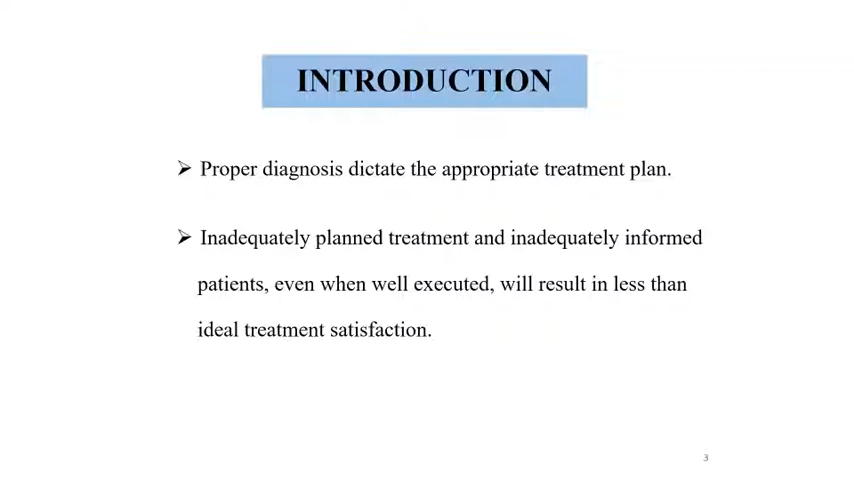 INTRODUCTION
➢ Proper diagnosis dictate the appropriate treatment plan.
➢ Inadequately planned treatment and inadequately informed
patients, even when well executed, will result in less than
ideal treatment satisfaction.
3